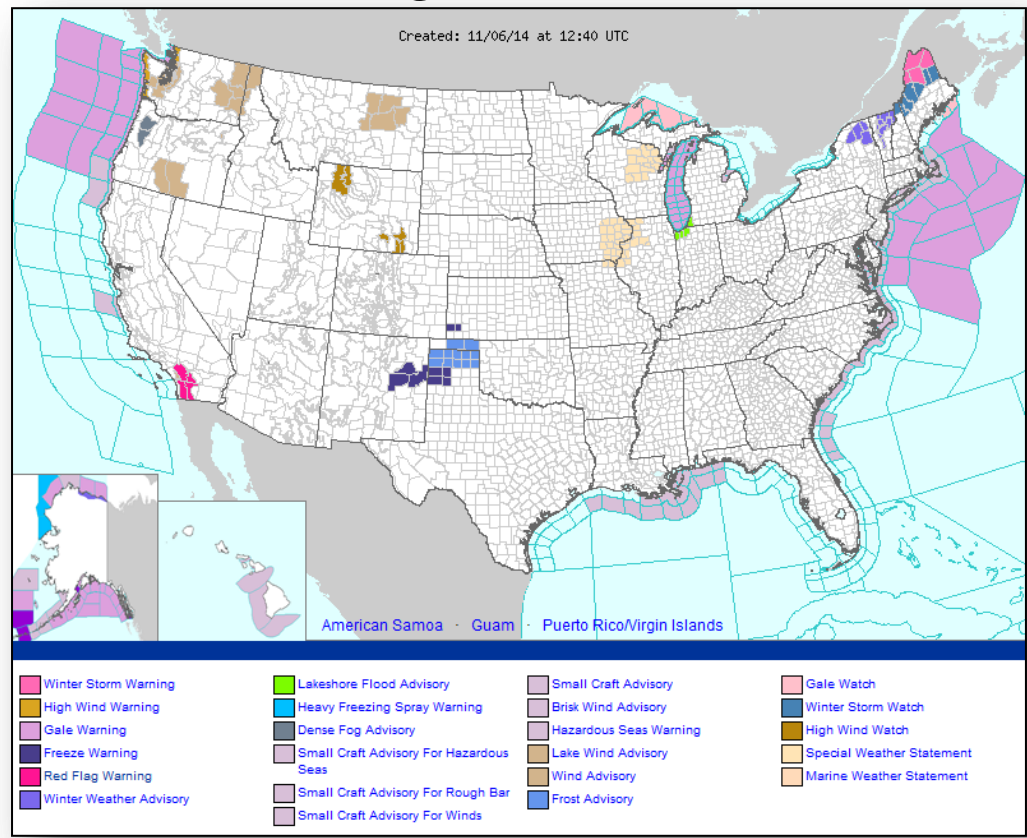 Created: 11/06/14 at 12:40 UTC
American Samoa · Guam · Puerto Rico/Virgin Islands
Winter Storm Warning
High Wind Warning
Gale Warning
Freeze Warning
Red Flag Warning
Winter Weather Advisory
Lakeshore Flood Advisory
Heavy Freezing Spray Warning
Dense Fog Advisory
Small Craft Advisory For Hazardous
Seas
Small Craft Advisory For Rough Bar
Small Craft Advisory For Winds
Small Craft Advisory
Brisk Wind Advisory
Hazardous Seas Warning
Lake Wind Advisory
Wind Advisory
Frost Advisory
Gale Watch
Winter Storm Watch
High Wind Watch
Special Weather Statement
Marine Weather Statement